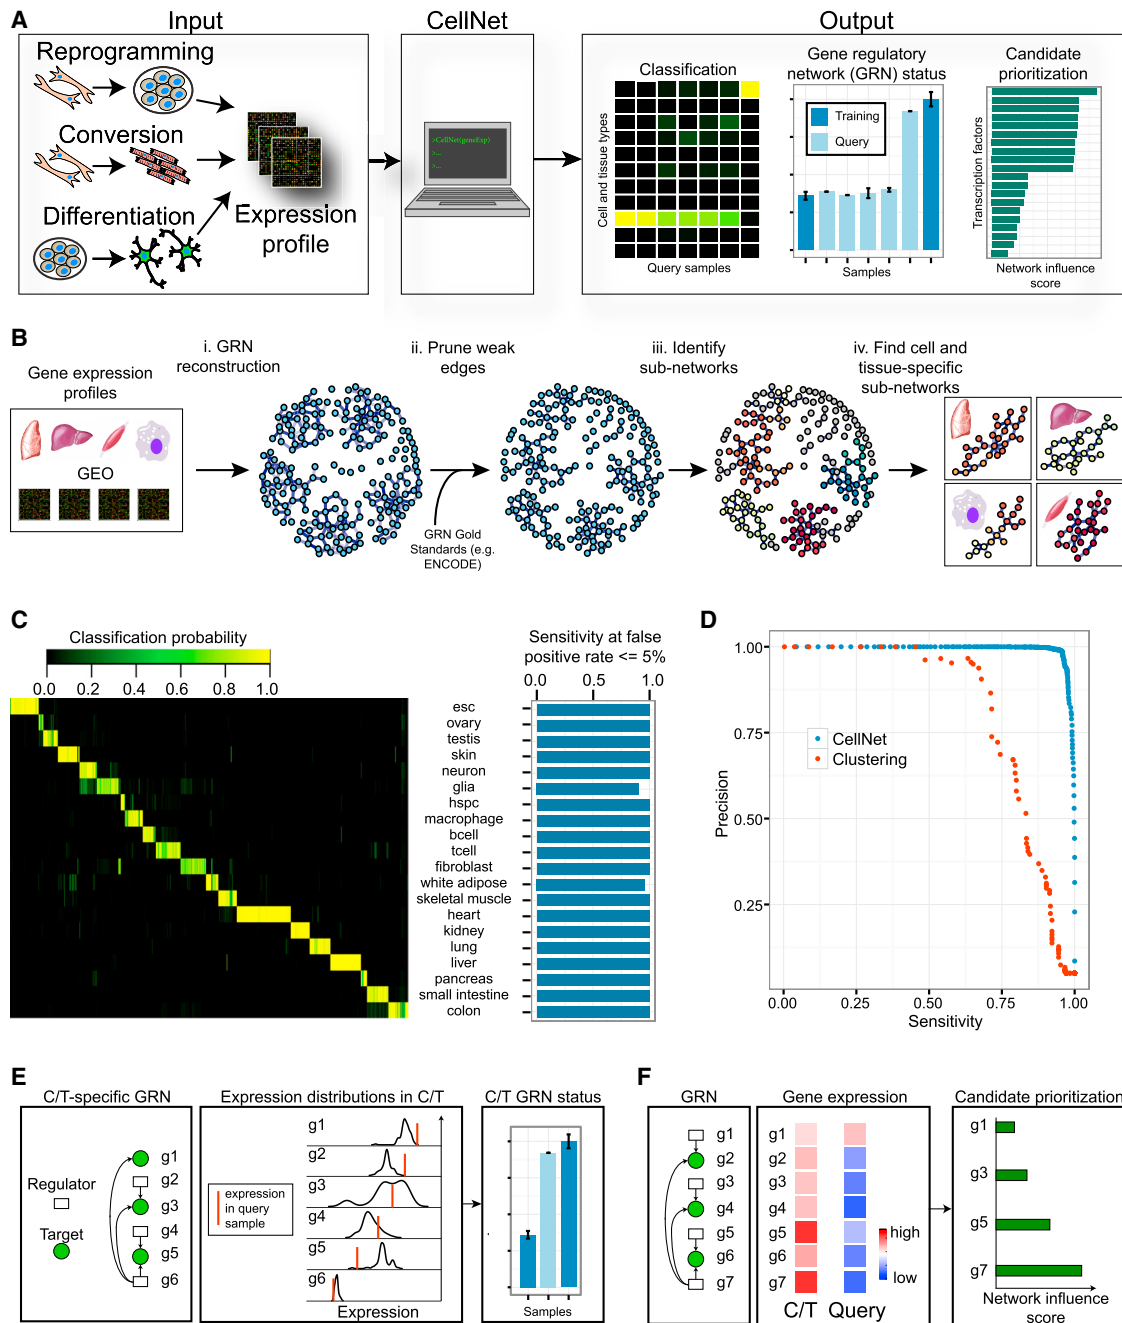 A
Input
CellNet
Output
Reprogramming
Conversion
Differentiation
Expression
profile
>CellNet(geneExp)
>...
>...
Classification
Cell and tissue types
Query samples
Gene regulatory
network (GRN) status
Training
Query
Samples
Candidate
prioritization
Transcription factors
Network influence
score
B
Gene expression
profiles
GEO
i. GRN
reconstruction
ii. Prune weak
edges
GRN Gold
Standards (e.g.
ENCODE)
iii. Identify
sub-networks
iv. Find cell and
tissue-specific
sub-networks
C
Classification probability
0.0 0.2 0.4 0.6 0.8 1.0
Sensitivity at false
positive rate <= 5%
0.0 0.5 1.0
esc
ovary
testis
skin
neuron
glia
hspc
macrophage
bcell
tcell
fibroblast
white adipose
skeletal muscle
heart
kidney
lung
liver
pancreas
small intestine
colon
D
1.00
0.75
0.50
0.25
Precision
CellNet
Clustering
0.00 0.25 0.50 0.75 1.00
Sensitivity
E
C/T-specific GRN
Regulator
Target
g1
g2
g3
g4
g5
g6
Expression distributions in C/T
expression
in query
sample
g1
g2
g3
g4
g5
g6
Expression
C/T GRN status
Samples
F
GRN
g1
g2
g3
g4
g5
g6
g7
Gene expression
g1
g2
g3
g4
g5
g6
g7
high
low
C/T Query
Candidate prioritization
g1
g3
g5
g7
Network influence
score